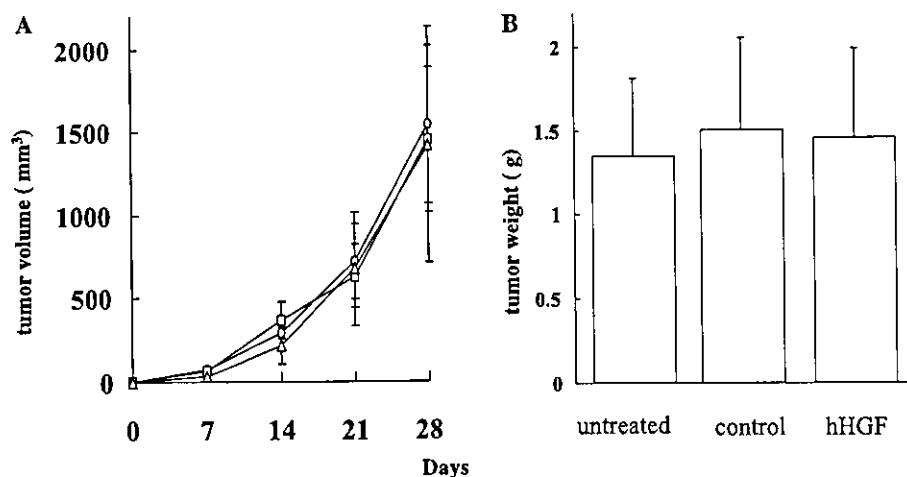 A
tumor volume ( mm³)
2000
1500
1000
500
0
0 7 14 21 28
Days
B
tumor weight ( g)
2
1.5
1
0.5
0
untreated control hHGF